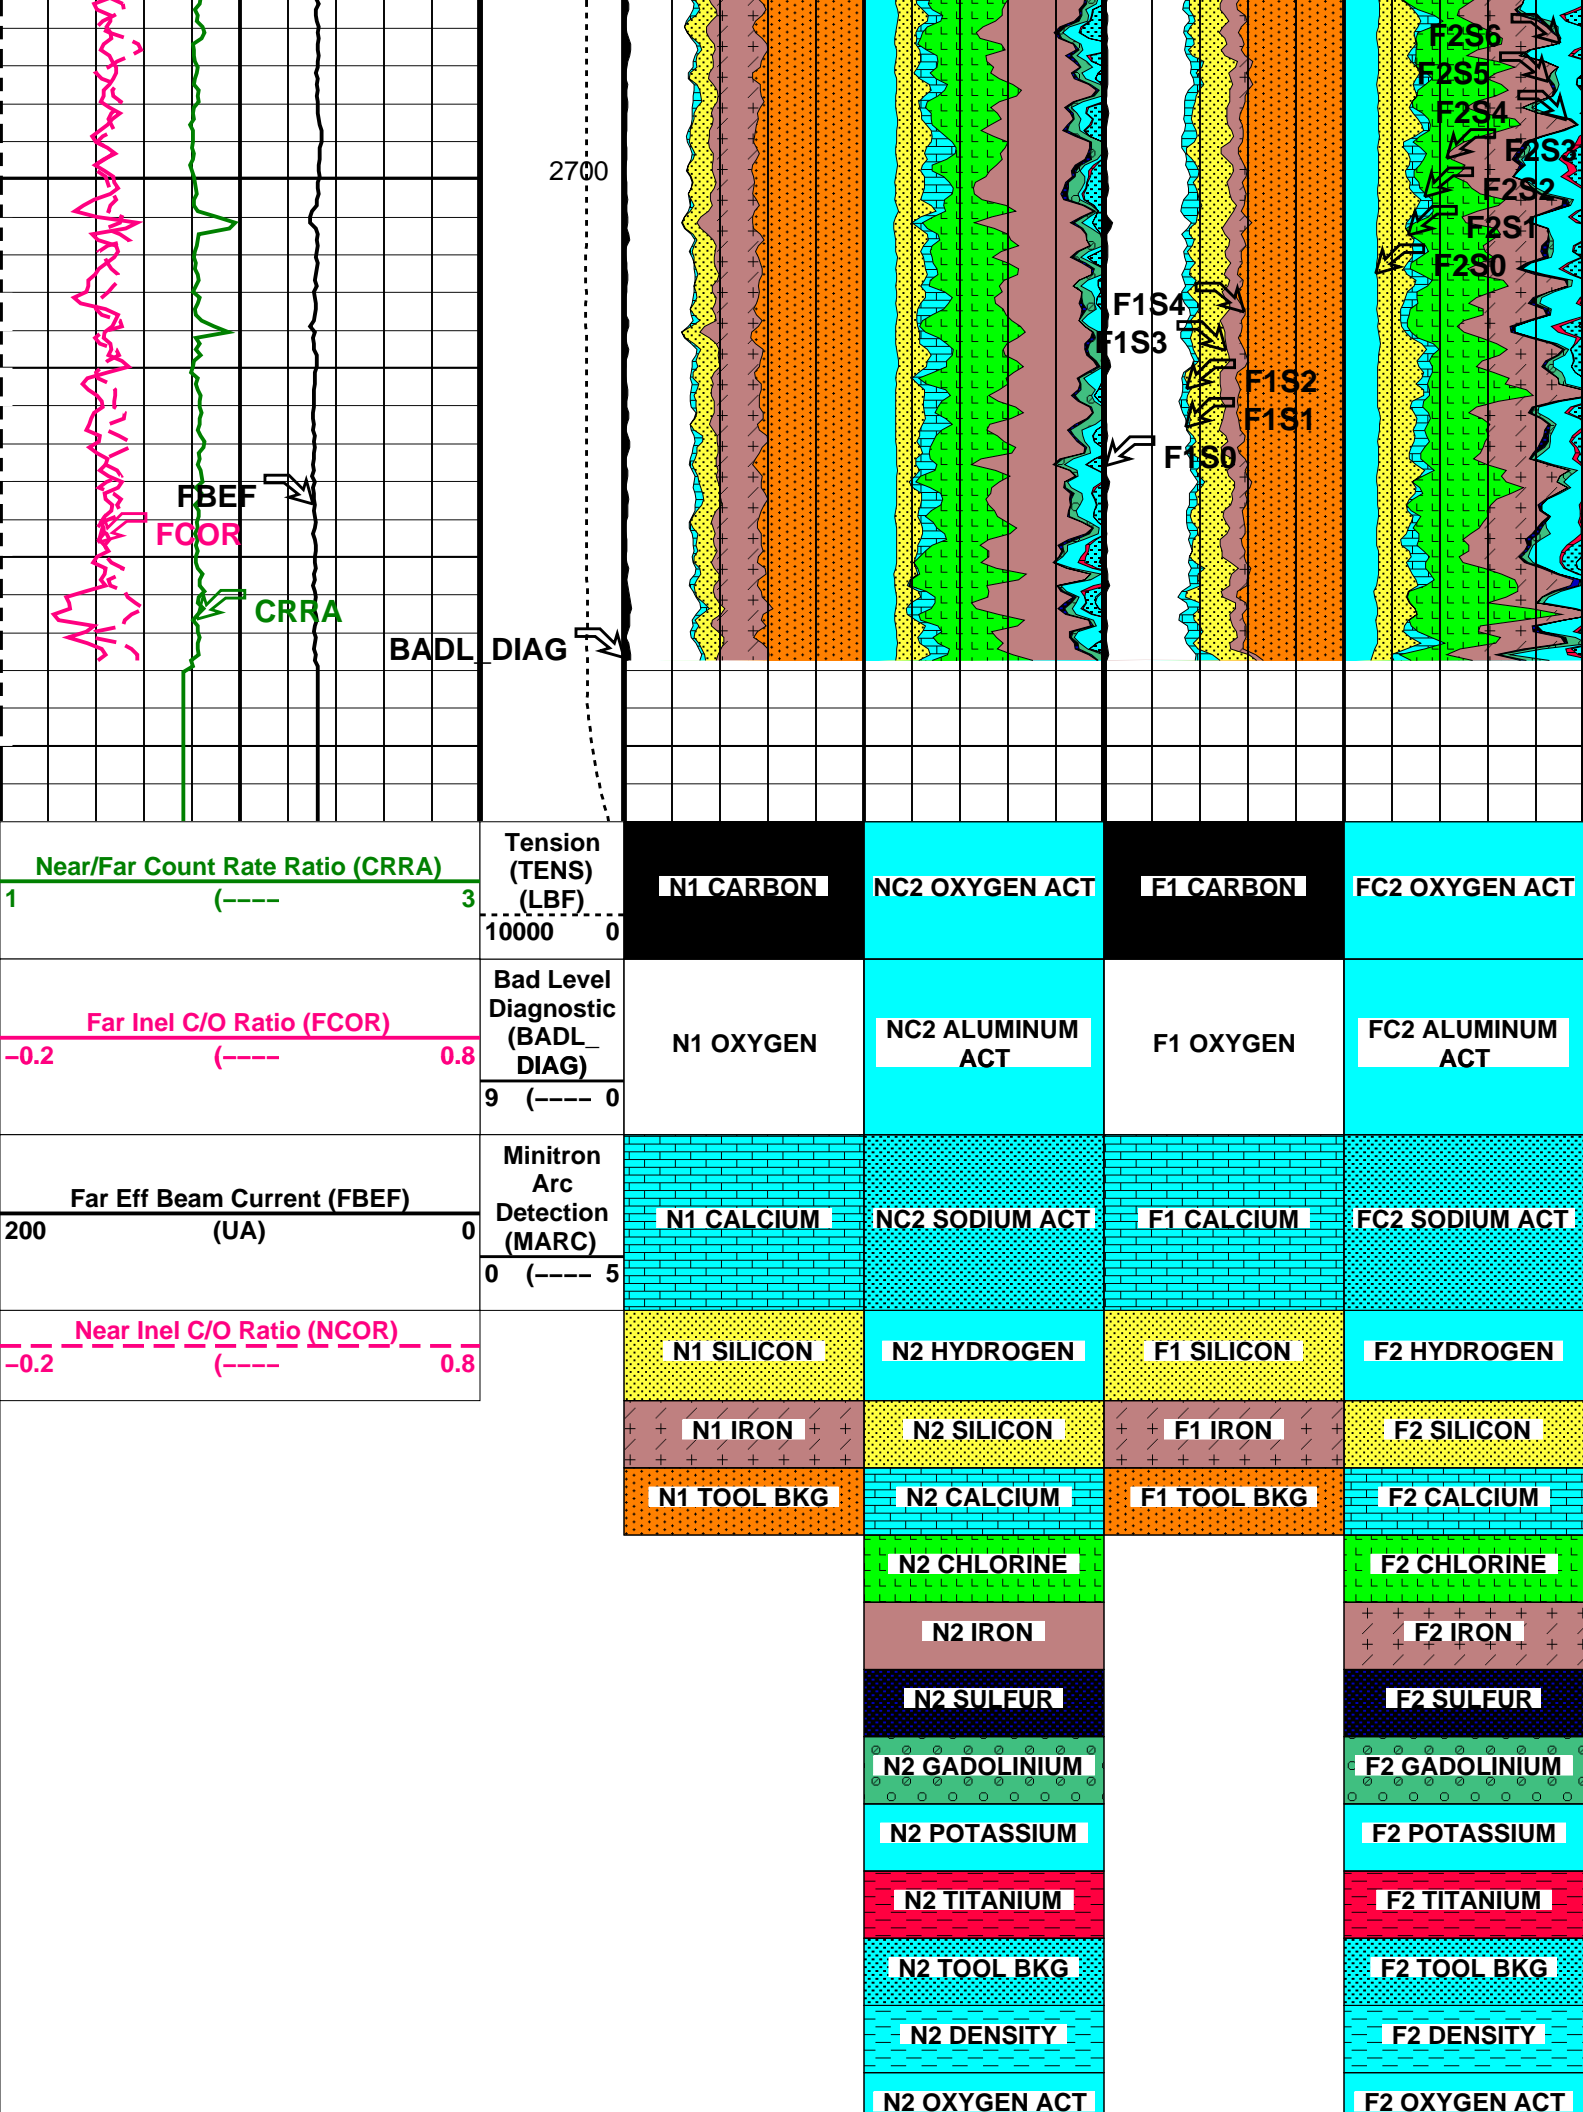 F2S6
F2S5
F2S4
F2S3
2700
F2S2
F2S1
F2S0
F1S4
F1S3
F1S2
F1S1
F1S0
FBEF
FCOR
CRRA
BADL_DIAG
Near/Far Count Rate Ratio (CRRA)
1 (---- 3
Tension
(TENS)
(LBF)
10000 0
N1 CARBON
NC2 OXYGEN ACT
F1 CARBON
FC2 OXYGEN ACT
Far Inel C/O Ratio (FCOR)
-0.2 (---- 0.8
Bad Level
Diagnostic
(BADL_
DIAG)
9 (---- 0
N1 OXYGEN
NC2 ALUMINUM
ACT
F1 OXYGEN
FC2 ALUMINUM
ACT
Far Eff Beam Current (FBEF)
200 (UA) 0
Minitron
Arc
Detection
(MARC)
0 (---- 5
N1 CALCIUM
NC2 SODIUM ACT
F1 CALCIUM
FC2 SODIUM ACT
Near Inel C/O Ratio (NCOR)
-0.2 (---- 0.8
N1 SILICON
N2 HYDROGEN
F1 SILICON
F2 HYDROGEN
N1 IRON
N2 SILICON
F1 IRON
F2 SILICON
N1 TOOL BKG
N2 CALCIUM
F1 TOOL BKG
F2 CALCIUM
N2 CHLORINE
F2 CHLORINE
N2 IRON
F2 IRON
N2 SULFUR
F2 SULFUR
N2 GADOLINIUM
F2 GADOLINIUM
N2 POTASSIUM
F2 POTASSIUM
N2 TITANIUM
F2 TITANIUM
N2 TOOL BKG
F2 TOOL BKG
N2 DENSITY
F2 DENSITY
N2 OXYGEN ACT
F2 OXYGEN ACT